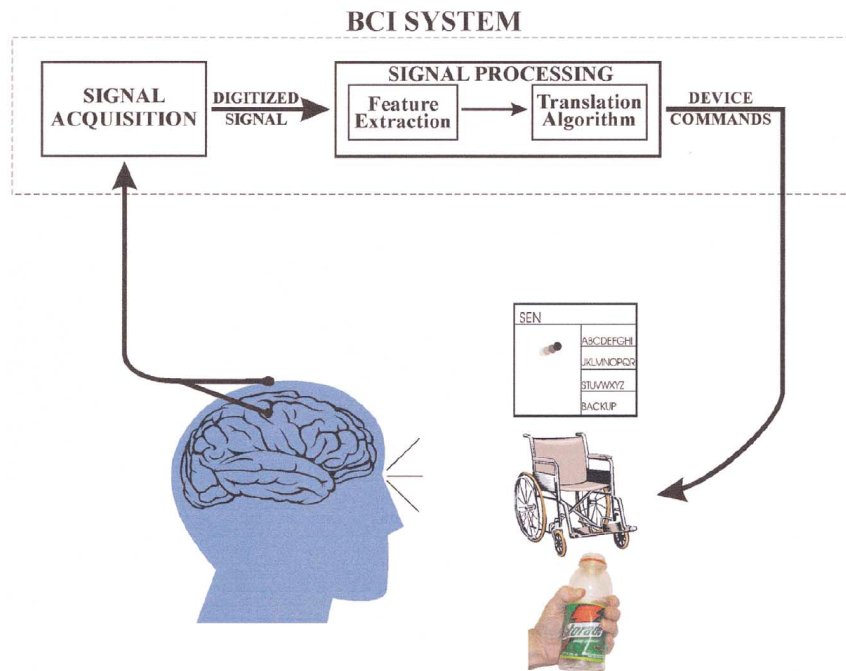 BCI SYSTEM
SIGNAL
ACQUISITION
DIGITIZED
SIGNAL
SIGNAL PROCESSING
Feature
Extraction
Translation
Algorithm
DEVICE
COMMANDS
SEN
ABCDEFGHI
JKLMNOPQR
STUVWXYZ
BACKUP
torade